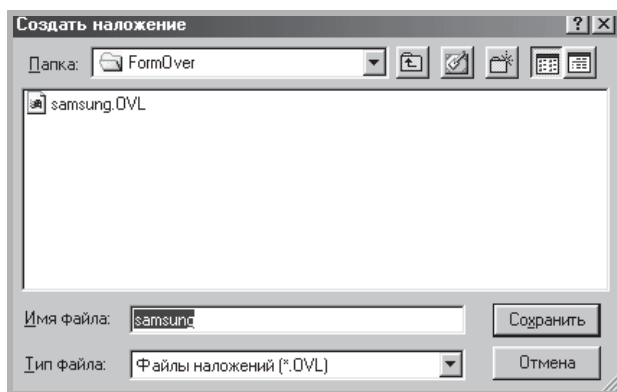 Создать наложение
Папка: FormOver
samsung.OVL
Имя файла: samsung Сохранить
Тип файла: Файлы наложений (*.OVL) Отмена